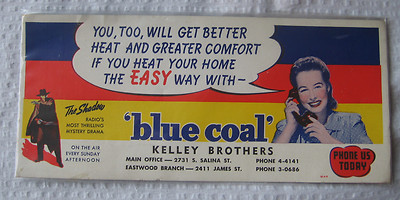 YOU, TOO, WILL GET BETTER
HEAT AND GREATER COMFORT
IF YOU HEAT YOUR HOME
THE EASY WAY WITH—
The Shadow
RADIO'S
MOST THRILLING
MYSTERY DRAMA
ON THE AIR
EVERY SUNDAY
AFTERNOON
'blue coal'
KELLEY BROTHERS
MAIN OFFICE — 2731 S. SALINA ST. PHONE 4-4141
EASTWOOD BRANCH — 2411 JAMES ST. PHONE 3-0686
PHONE US
TODAY